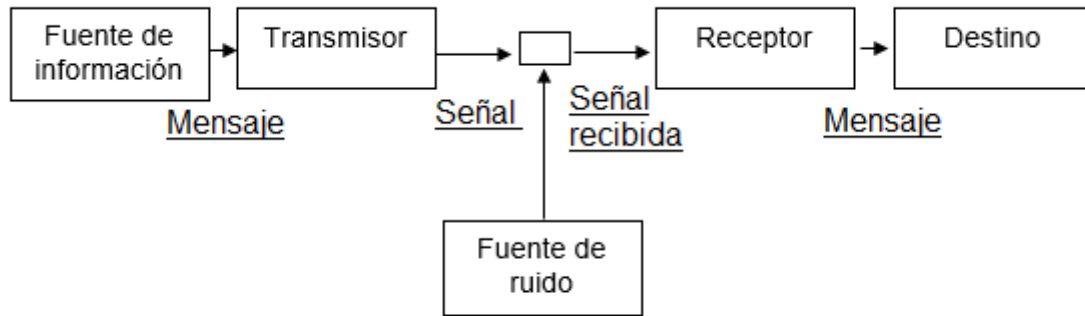 Fuente de
información
Transmisor
Receptor
Destino
Mensaje
Señal
Señal
recibida
Mensaje
Fuente de
ruido